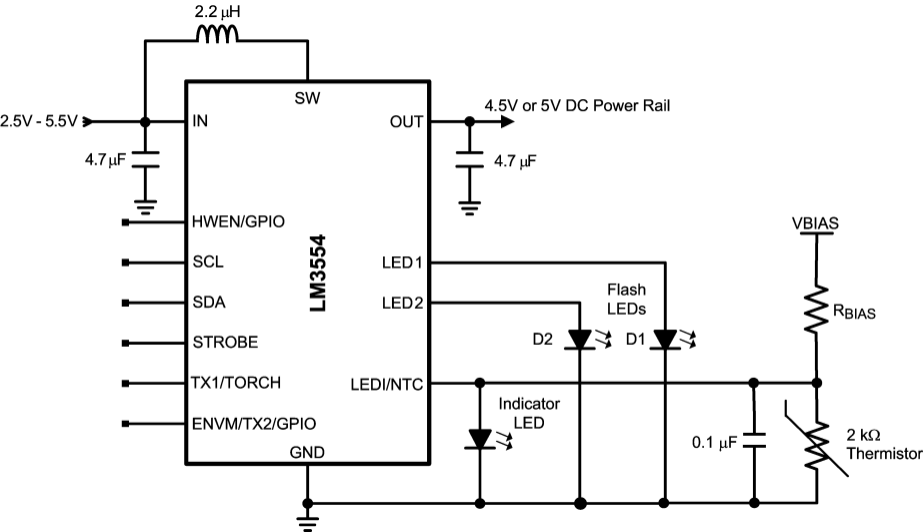 2.2 μH
SW
2.5V - 5.5V
IN
OUT
4.5V or 5V DC Power Rail
4.7 μF
4.7 μF
HWEN/GPIO
VBIAS
SCL
LED1
SDA
LED2
LM3554
Flash
LEDs
RBIAS
STROBE
D2
D1
TX1/TORCH
LEDI/NTC
Indicator
LED
ENVM/TX2/GPIO
GND
0.1 μF
2 kΩ
Thermistor